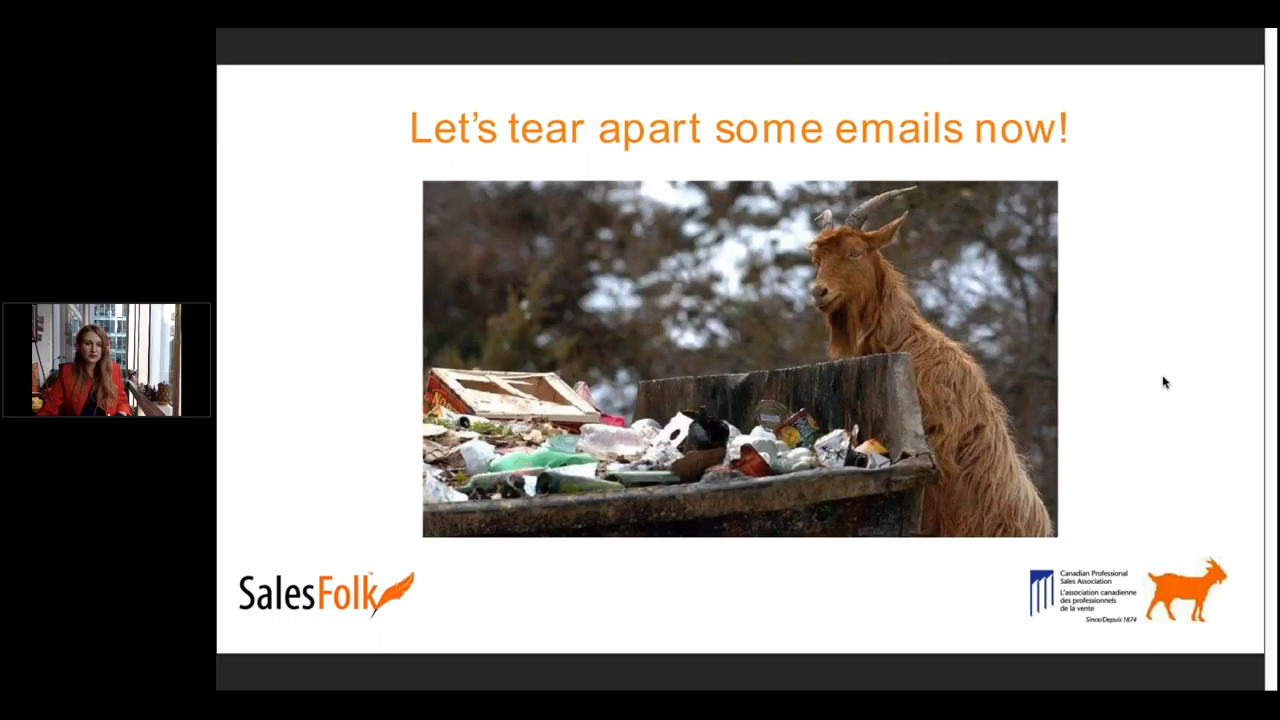 Let's tear apart some emails now!
SalesFolk™
Canadian Professional
Sales Association
L'association canadienne
des professionnels
de la vente
Since/Depuis 1874